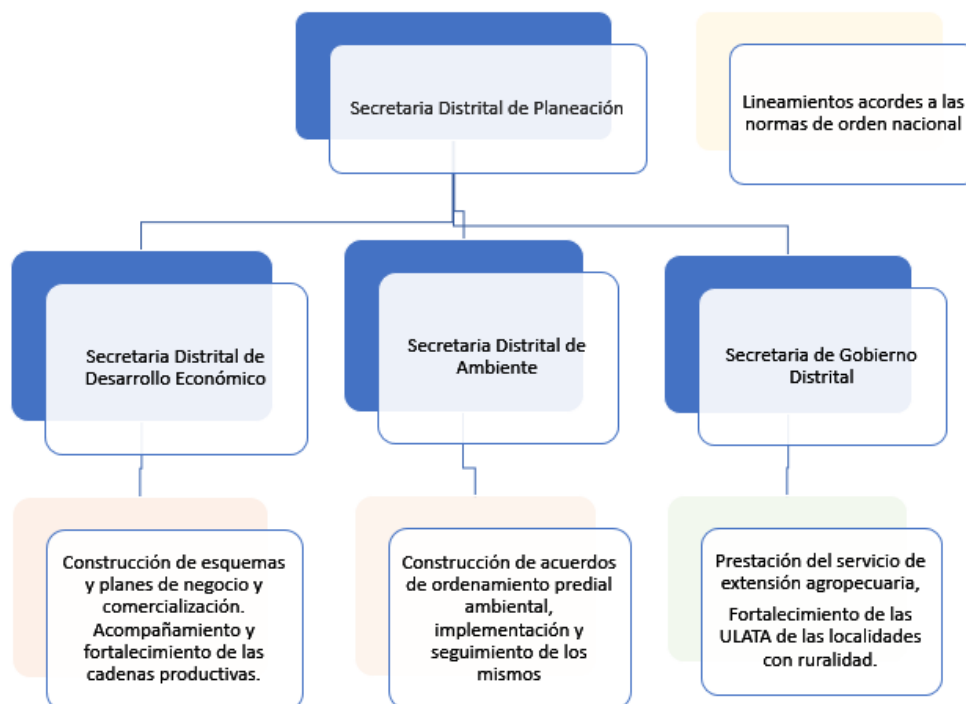 Secretaria Distrital de Planeación
Lineamientos acordes a las
normas de orden nacional
Secretaria Distrital de
Desarrollo Económico
Secretaria Distrital de
Ambiente
Secretaria de Gobierno
Distrital
Construcción de esquemas
y planes de negocio y
comercialización.
Acompañamiento y
fortalecimiento de las
cadenas productivas.
Construcción de acuerdos
de ordenamiento predial
ambiental,
implementación y
seguimiento de los
mismos
Prestación del servicio de
extensión agropecuaria,
Fortalecimiento de las
ULATA de las localidades
con ruralidad.